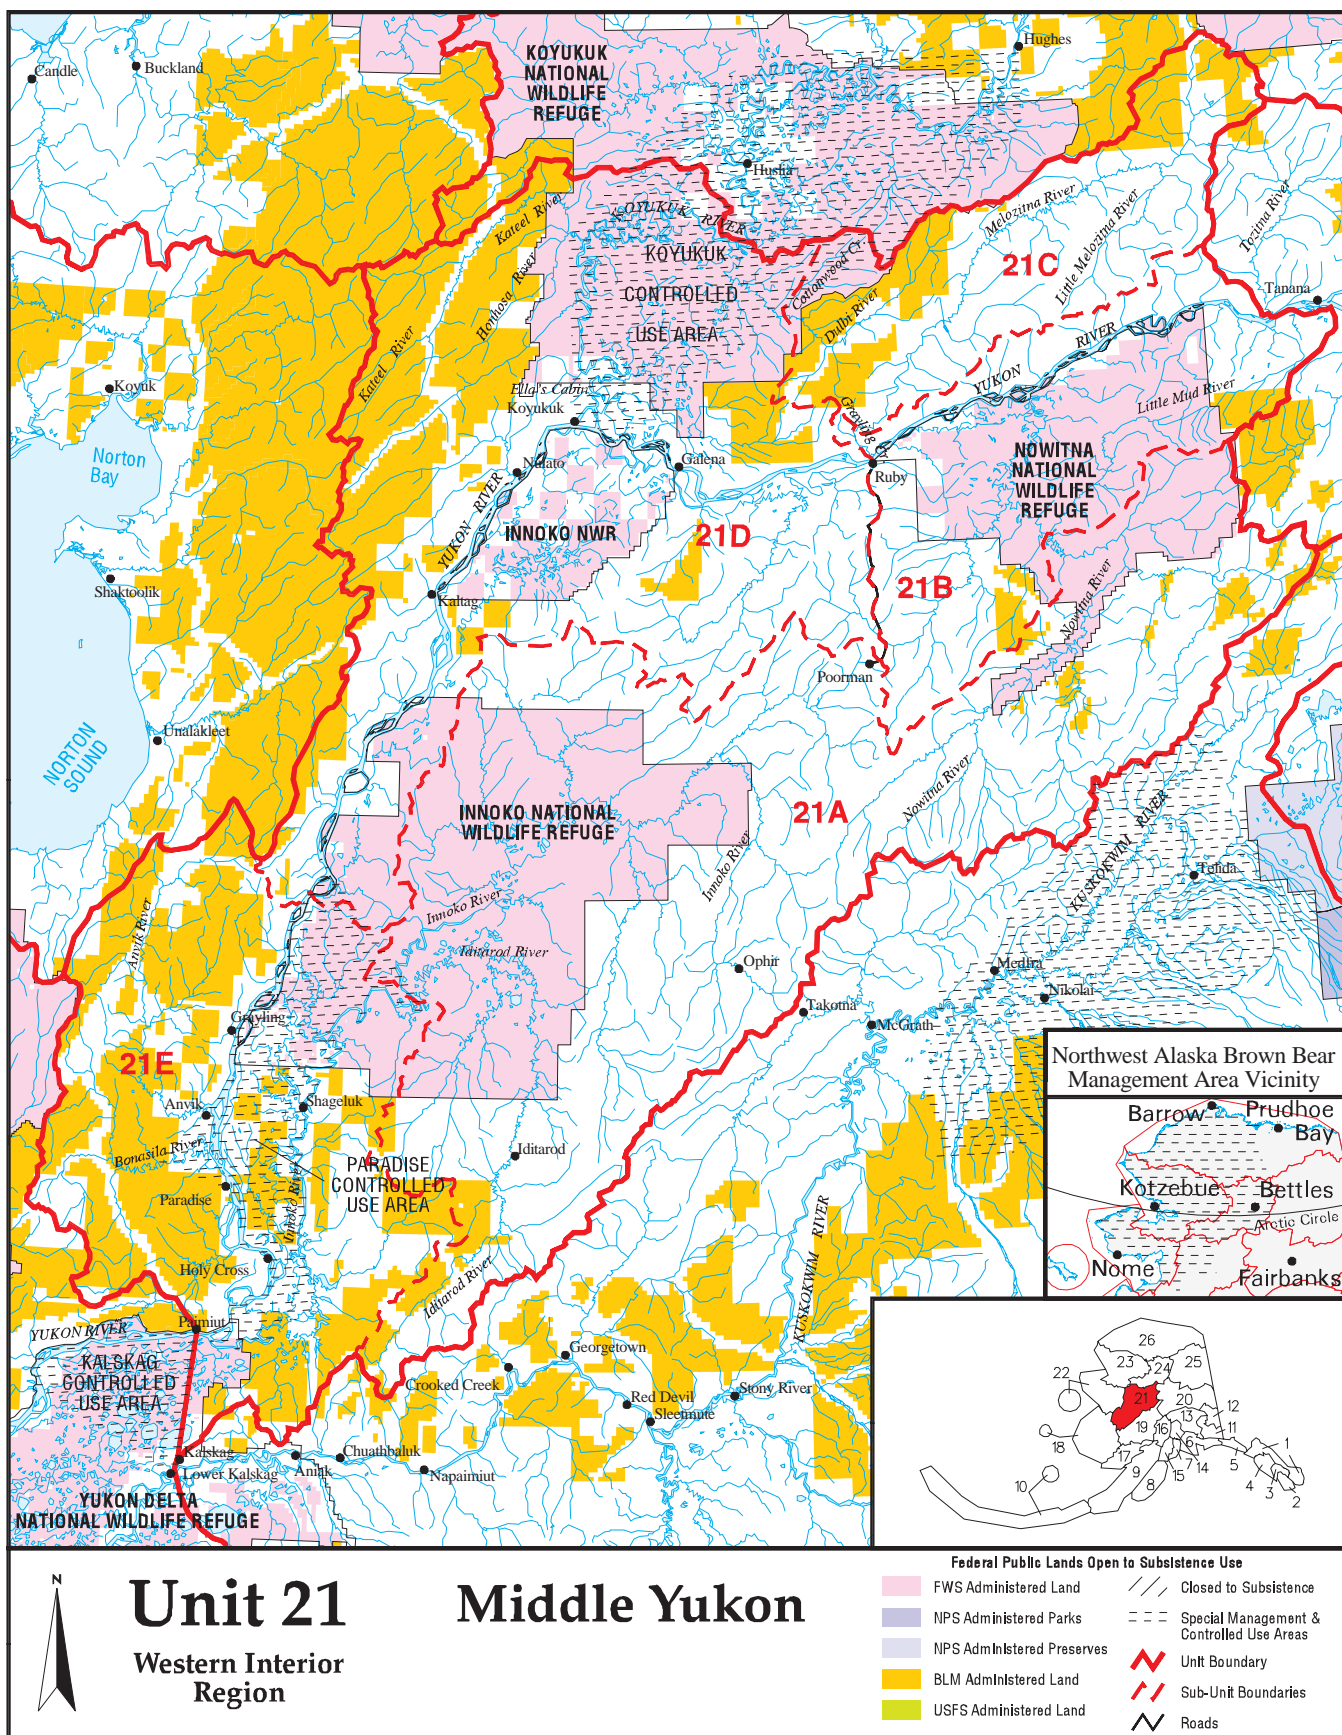 KOYUKUK
NATIONAL
WILDLIFE
REFUGE
Hughes
Candle
Buckland
Huslia
KOYUKUK RIVER
Kateel River
Melozitna River
Little Melozitna River
Tozitna River
KOYUKUK
CONTROLLED
USE AREA
Cottonwood Cr.
21C
Honhosa River
Dulbi River
Tanana
Kateel River
YUKON RIVER
Koyuk
Ella's Cabin
Koyukuk
Little Mud River
Grayling Cr.
Norton
Bay
Nulato
Galena
Ruby
NOWITNA
NATIONAL
WILDLIFE
REFUGE
YUKON RIVER
INNOKO NWR
21D
Shaktoolik
Kaltag
21B
Nowitna River
Poorman
NORTON
SOUND
Unalakleet
INNOKO NATIONAL
WILDLIFE REFUGE
21A
Nowitna River
Innoko River
KUSKOKWIM RIVER
Telida
Anvik River
Innoko River
Iditarod River
Ophir
Medfra
Nikolai
Takotna
McGrath
Grayling
21E
Anvik
Shageluk
Bonasila River
Iditarod
PARADISE
CONTROLLED
USE AREA
Paradise
Innoko River
Holy Cross
Iditarod River
KUSKOKWIM RIVER
Paimiut
YUKON RIVER
KALSKAG
CONTROLLED
USE AREA
Georgetown
Crooked Creek
Red Devil
Stony River
Sleetmute
Kalskag
Lower Kalskag
Aniak
Chuathbaluk
Napaimiut
YUKON DELTA
NATIONAL WILDLIFE REFUGE
Northwest Alaska Brown Bear
Management Area Vicinity
Barrow
Prudhoe
Bay
Kotzebue
Bettles
Arctic Circle
Nome
Fairbanks
26
23
24
25
22
21
20
12
13
11
18
19
16
17
6
1
9
8
15
7
14
5
4
3
2
10
N
Unit 21
Western Interior
Region
Middle Yukon
Federal Public Lands Open to Subsistence Use
FWS Administered Land
NPS Administered Parks
NPS Administered Preserves
BLM Administered Land
USFS Administered Land
Closed to Subsistence
Special Management &
Controlled Use Areas
Unit Boundary
Sub-Unit Boundaries
Roads